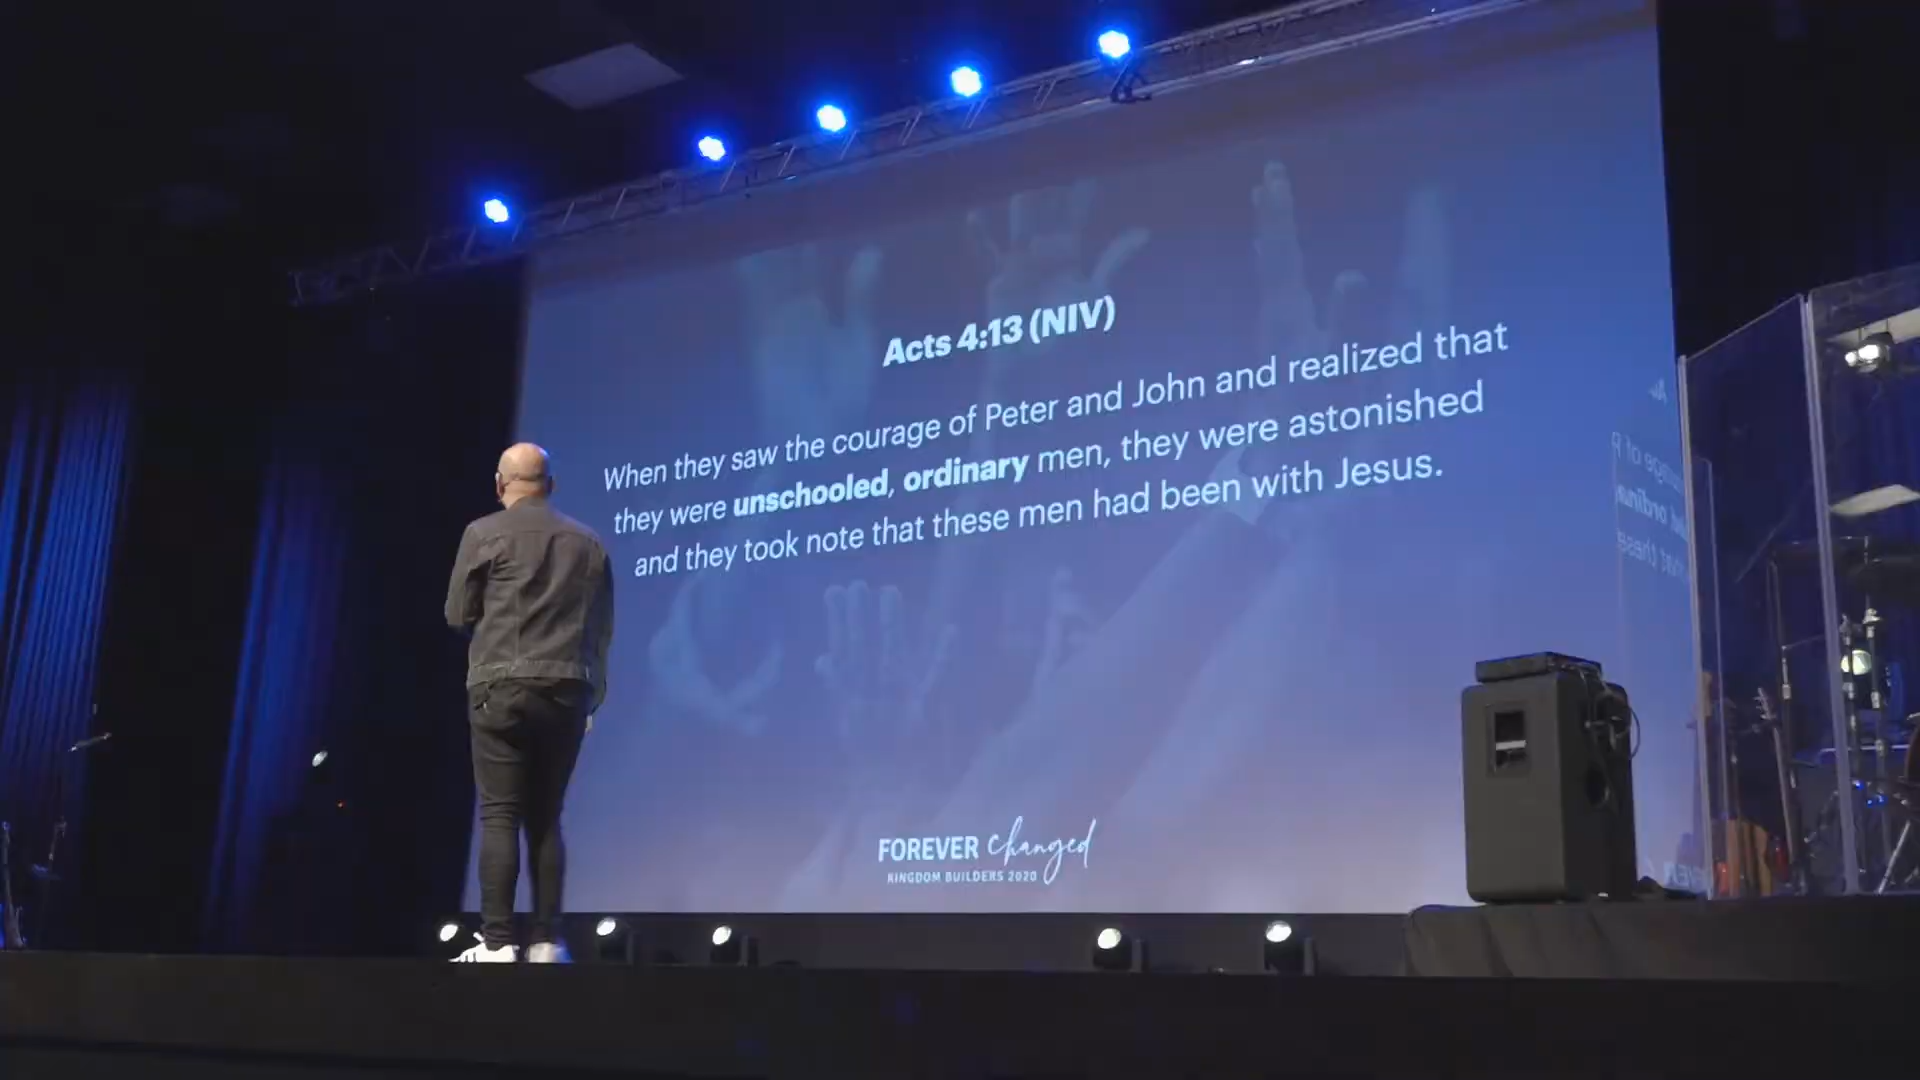 Acts 4:13 (NIV)
When they saw the courage of Peter and John and realized that
they were unschooled, ordinary men, they were astonished
and they took note that these men had been with Jesus.
FOREVER changed
KINGDOM BUILDERS 2020